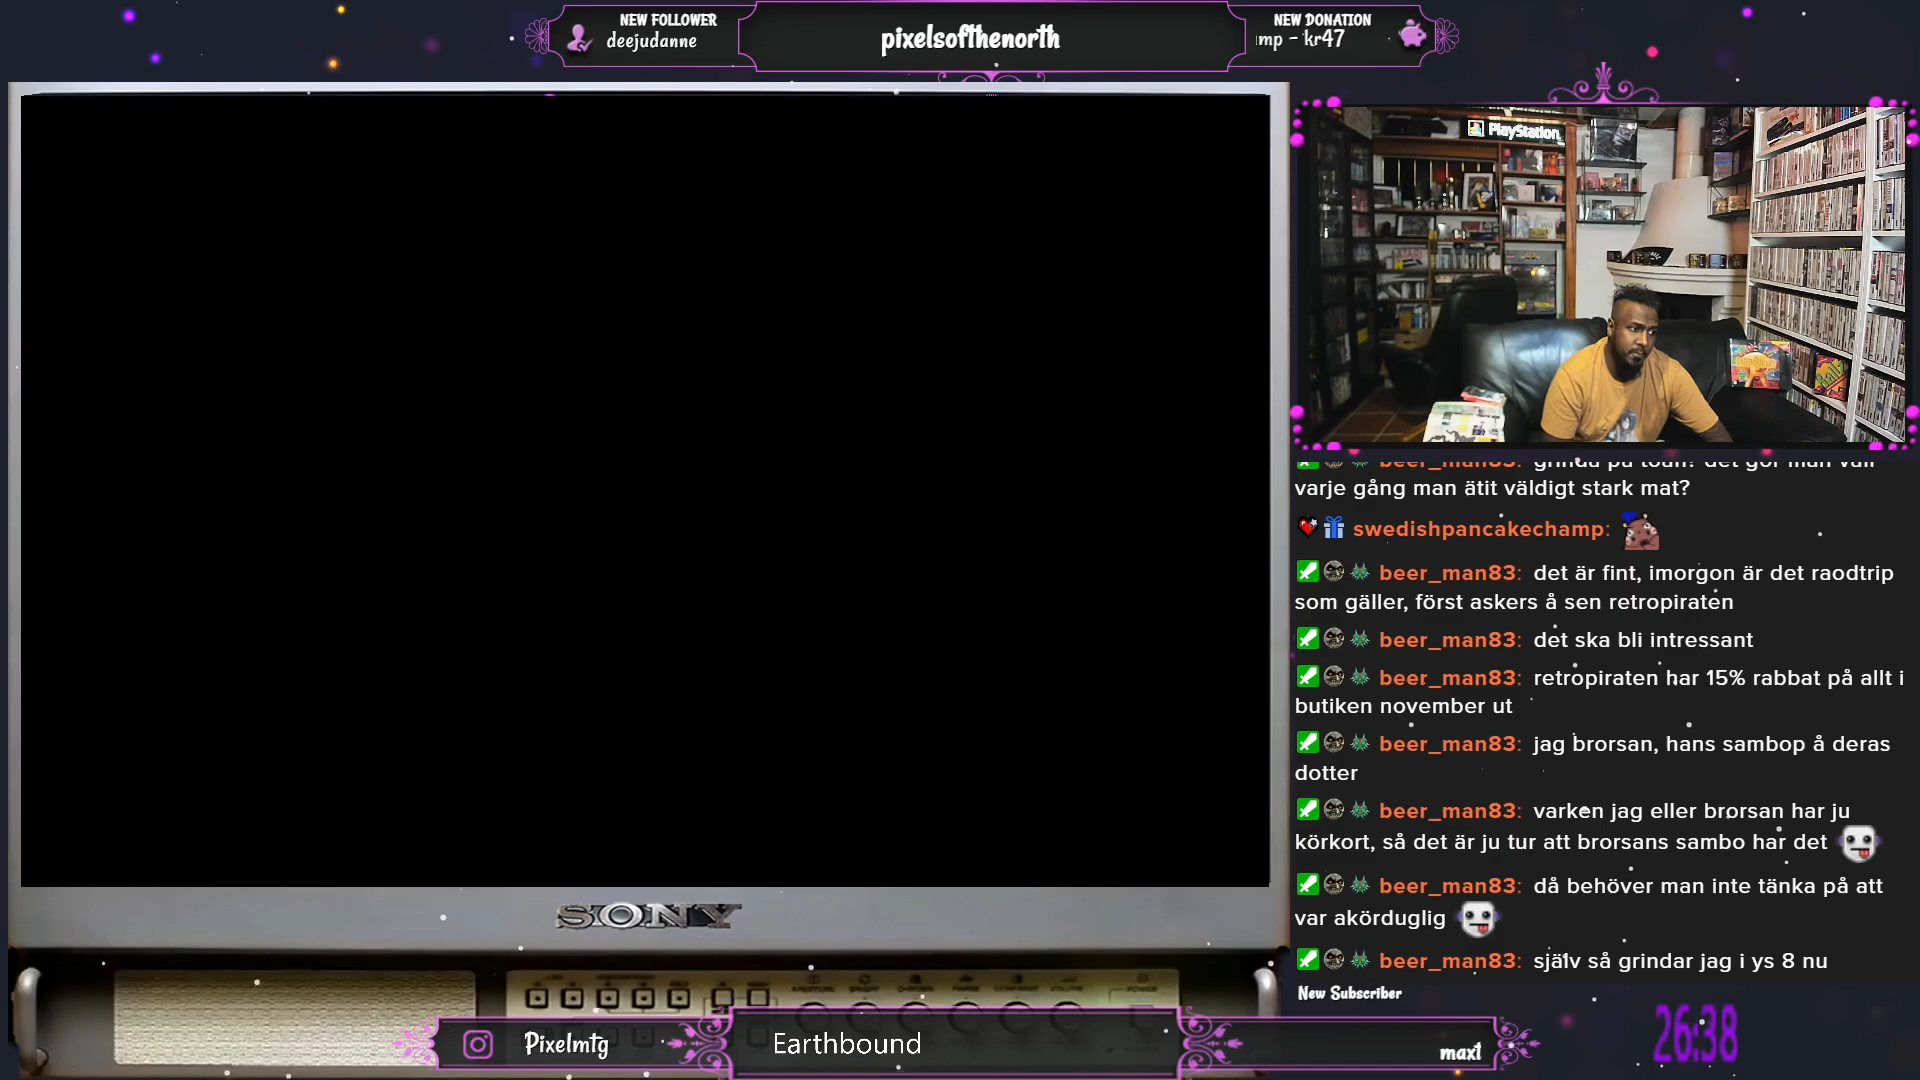 NEW FOLLOWER
deejudanne
pixelsofthenorth
NEW DONATION
mp - kr47
PlayStation
varje gång man ätit väldigt stark mat?
swedishpancakechamp:
beer_man83: det är fint, imorgon är det raodtrip
som gäller, först askers å sen retropiraten
beer_man83: det ska bli intressant
beer_man83: retropiraten har 15% rabbat på allt i
butiken november ut
beer_man83: jag brorsan, hans sambop å deras
dotter
beer_man83: varken jag eller brorsan har ju
körkort, så det är ju tur att brorsans sambo har det
beer_man83: då behöver man inte tänka på att
var akörduglig
beer_man83: själv så grindar jag i ys 8 nu
SONY
New Subscriber
Pixelmtg
Earthbound
maxt
26:38